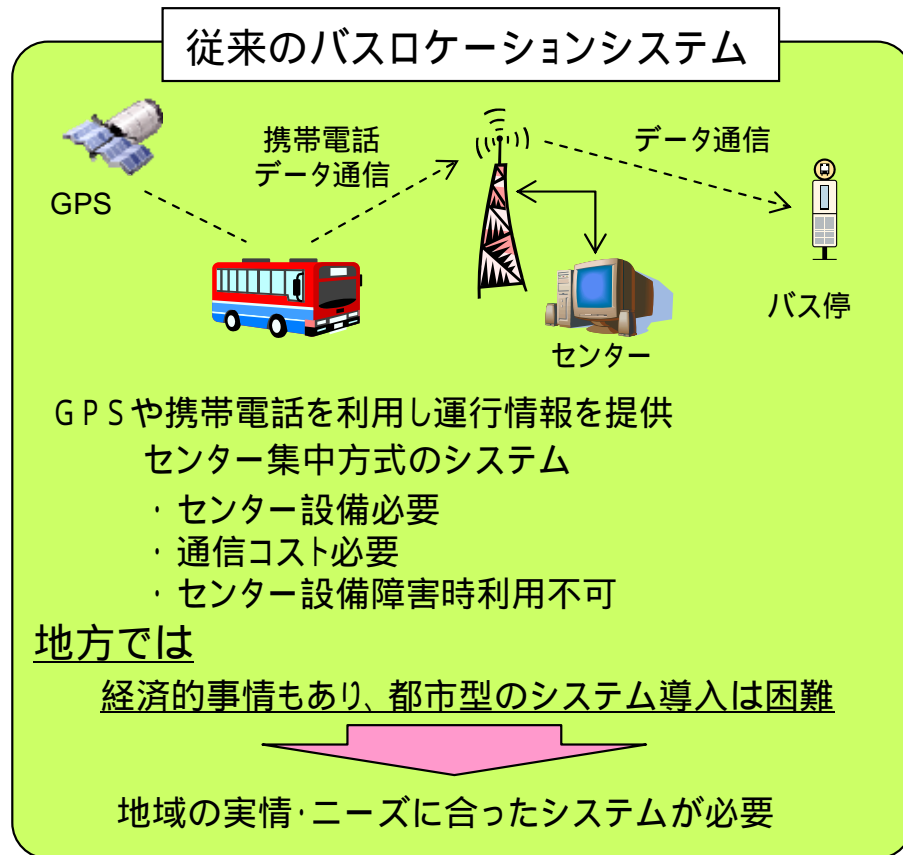 従来のバスロケーションシステム
携帯電話
データ通信
データ通信
GPS
バス停
センター
GPSや携帯電話を利用し運行情報を提供
センター集中方式のシステム
・センター設備必要
・通信コスト必要
・センター設備障害時利用不可
地方では
経済的事情もあり、都市型のシステム導入は困難
地域の実情・ニーズに合ったシステムが必要